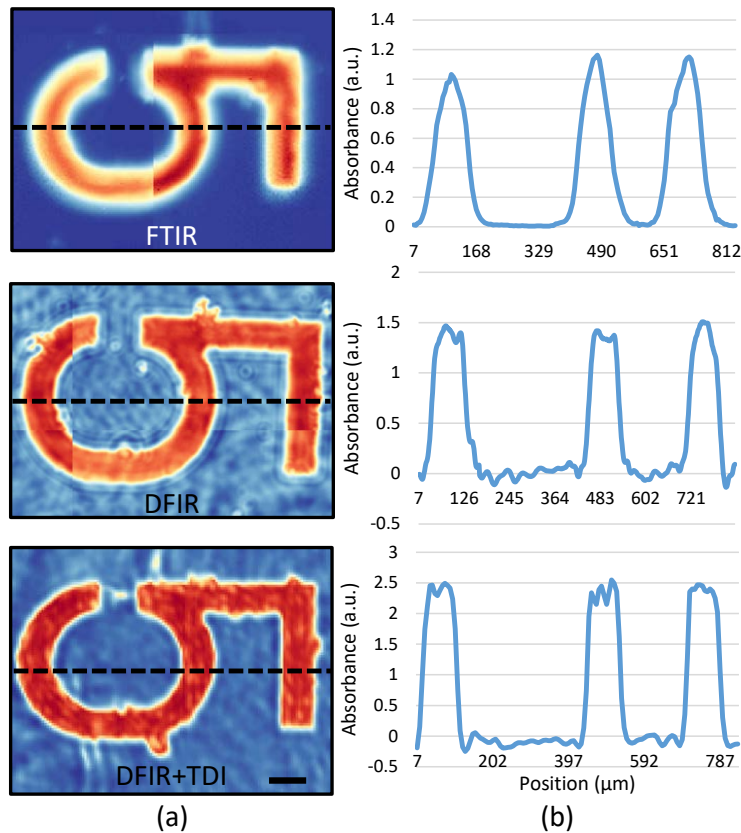 FTIR
1.4
1.2
1
0.8
0.6
0.4
0.2
0
Absorbance (a.u.)
7 168 329 490 651 812
DFIR
2
1.5
1
0.5
0
-0.5
Absorbance (a.u.)
7 126 245 364 483 602 721
DFIR+TDI
3
2.5
2
1.5
1
0.5
0
-0.5
Absorbance (a.u.)
7 202 397 592 787
Position (μm)
(a) (b)